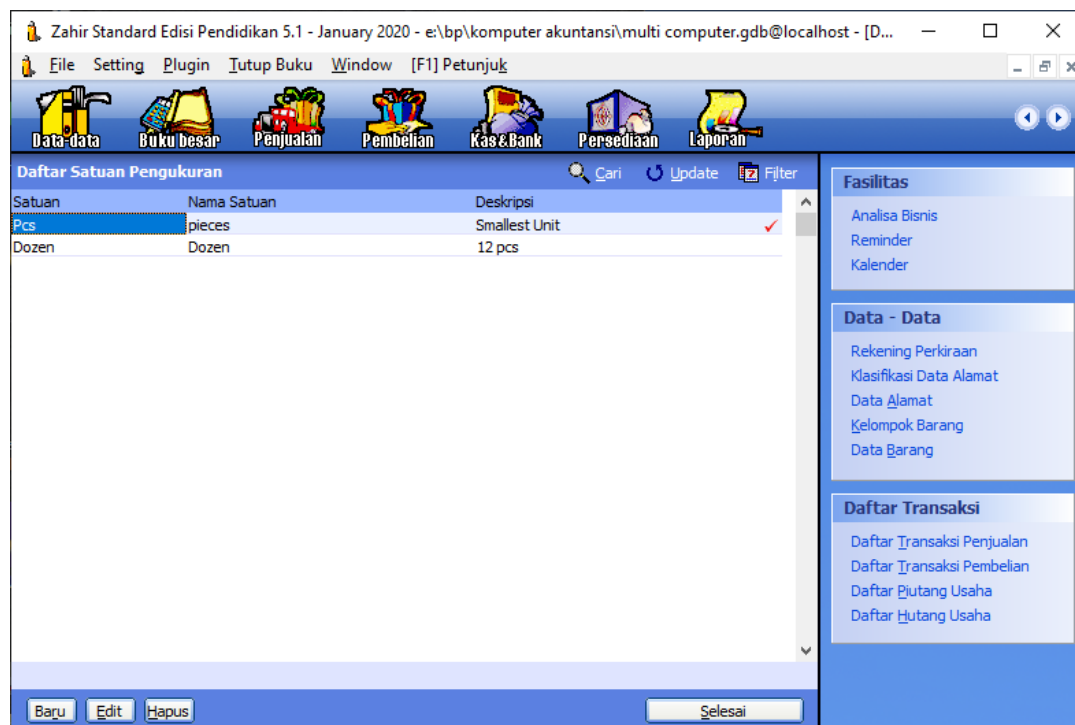 Zahir Standard Edisi Pendidikan 5.1 - January 2020 - e:\bp\komputer akuntansi\multi computer.gdb@localhost - [D...
File Setting Plugin Tutup Buku Window [F1] Petunjuk
Data-data Buku besar Penjualan Pembelian Kas&Bank Persediaan Laporan
Daftar Satuan Pengukuran Cari Update Filter
Satuan Nama Satuan Deskripsi
Pcs pieces Smallest Unit
Dozen Dozen 12 pcs
Fasilitas
Analisa Bisnis
Reminder
Kalender
Data - Data
Rekening Perkiraan
Klasifikasi Data Alamat
Data Alamat
Kelompok Barang
Data Barang
Daftar Transaksi
Daftar Transaksi Penjualan
Daftar Transaksi Pembelian
Daftar Piutang Usaha
Daftar Hutang Usaha
Baru Edit Hapus Selesai